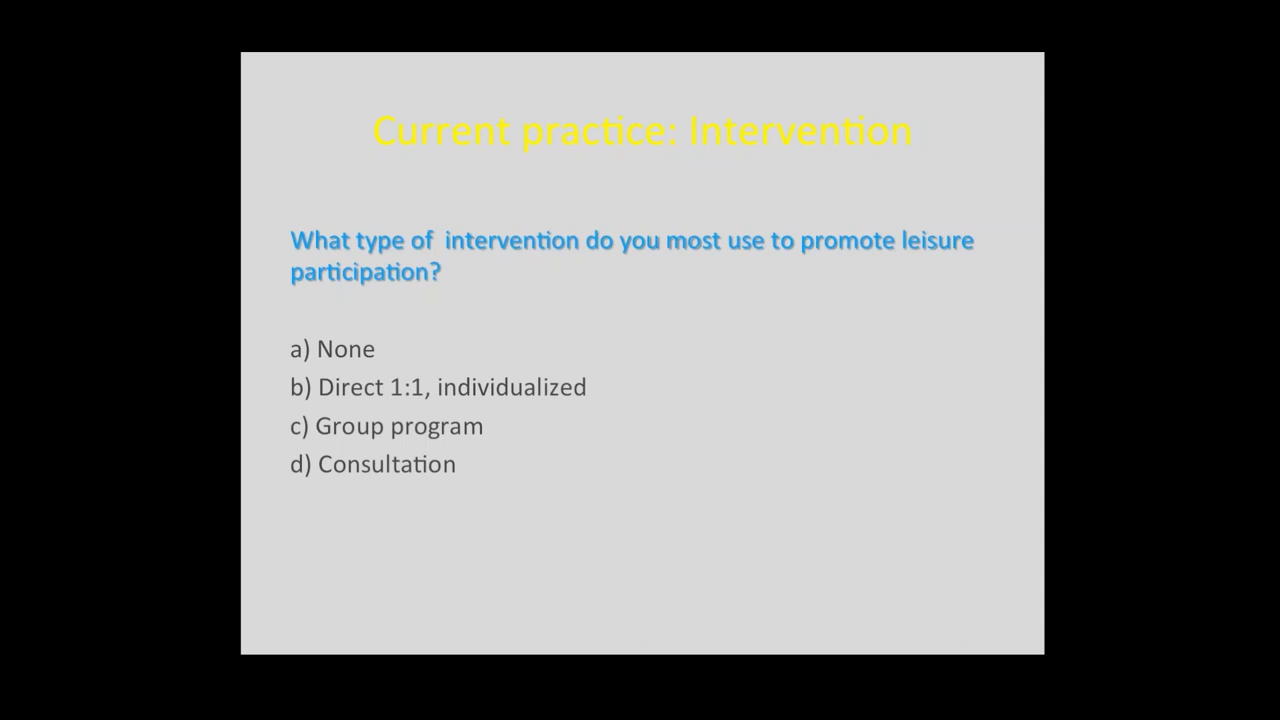 Current practice: Intervention
What type of  intervention do you most use to promote leisure
participation?
a) None
b) Direct 1:1, individualized
c) Group program
d) Consultation